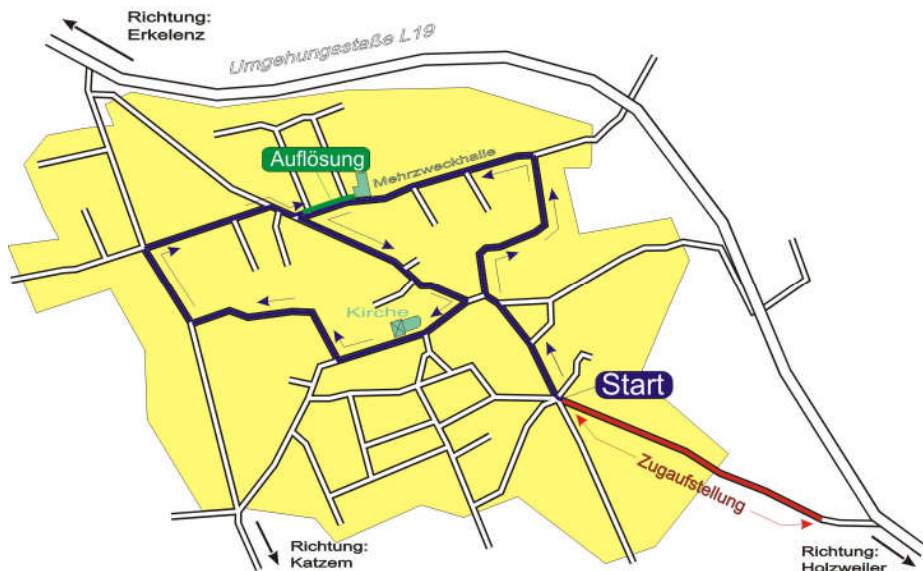 Richtung:
Erkelenz
Umgehungsstaße L19
Auflösung
Mehrzweckhalle
Kirche
Start
Zugaufstellung
Richtung:
Katzem
Richtung:
Holzweiler